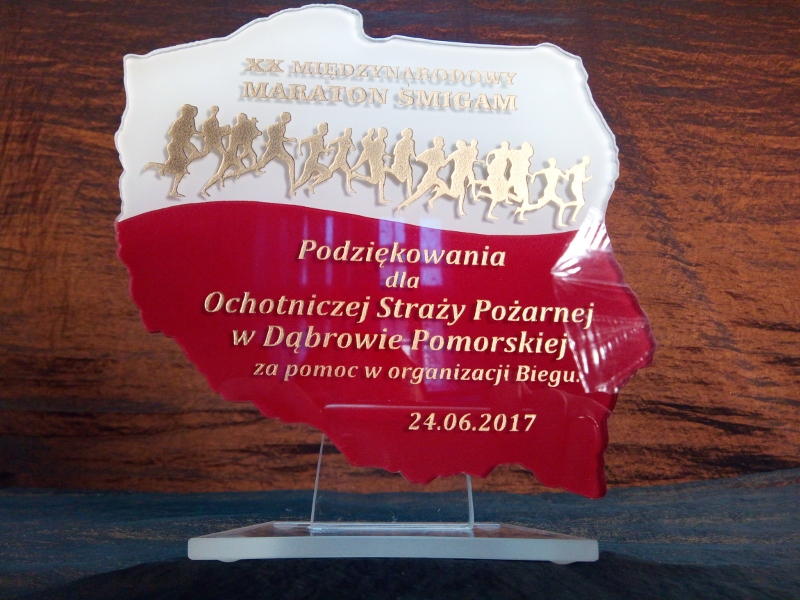 XX MIĘDZYNARODOWY
MARATON ŚMIGAM
Podziękowania
dla
Ochotniczej Straży Pożarnej
w Dąbrowie Pomorskiej
za pomoc w organizacji Biegu.
24.06.2017